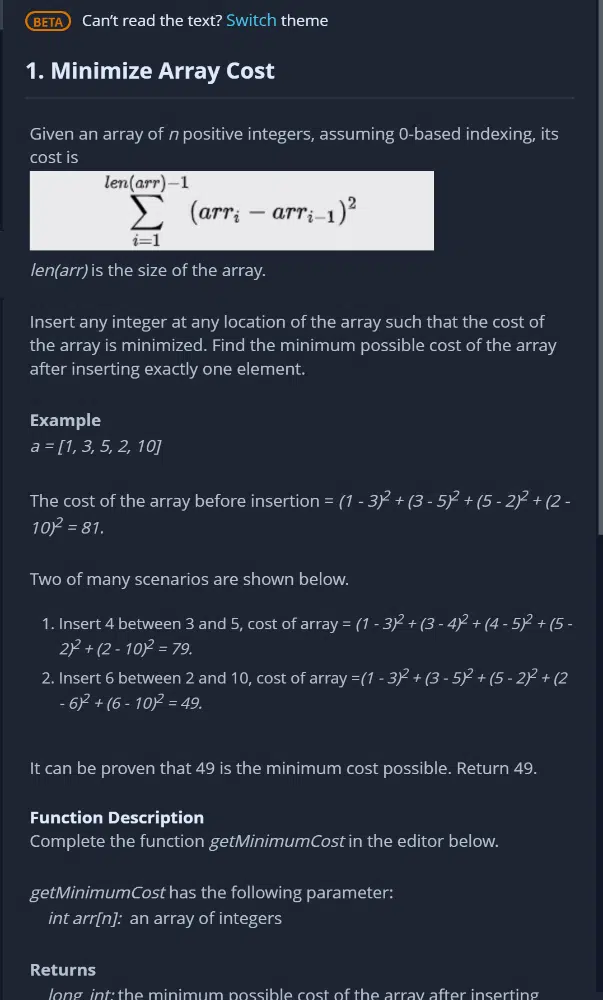 BETA Can't read the text? Switch theme
1. Minimize Array Cost
Given an array of n positive integers, assuming 0-based indexing, its
cost is
len(arr)−1
∑ (arrᵢ − arrᵢ₋₁)²
i=1
len(arr) is the size of the array.
Insert any integer at any location of the array such that the cost of
the array is minimized. Find the minimum possible cost of the array
after inserting exactly one element.
Example
a = [1, 3, 5, 2, 10]
The cost of the array before insertion = (1 - 3)² + (3 - 5)² + (5 - 2)² + (2 -
10)² = 81.
Two of many scenarios are shown below.
1. Insert 4 between 3 and 5, cost of array = (1 - 3)² + (3 - 4)² + (4 - 5)² + (5 -
2)² + (2 - 10)² = 79.
2. Insert 6 between 2 and 10, cost of array =(1 - 3)² + (3 - 5)² + (5 - 2)² + (2
- 6)² + (6 - 10)² = 49.
It can be proven that 49 is the minimum cost possible. Return 49.
Function Description
Complete the function getMinimumCost in the editor below.
getMinimumCost has the following parameter:
int arr[n]: an array of integers
Returns
long_int: the minimum possible cost of the array after inserting